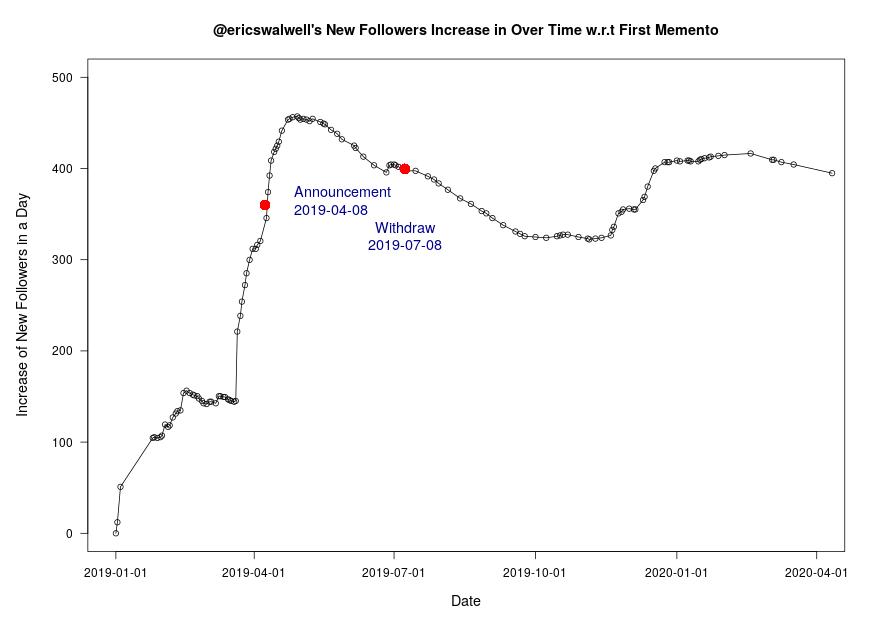 @ericswalwell's New Followers Increase in Over Time w.r.t First Memento
Increase of New Followers in a Day
500
400
300
200
100
0
Announcement
2019-04-08
Withdraw
2019-07-08
2019-01-01
2019-04-01
2019-07-01
2019-10-01
2020-01-01
2020-04-01
Date